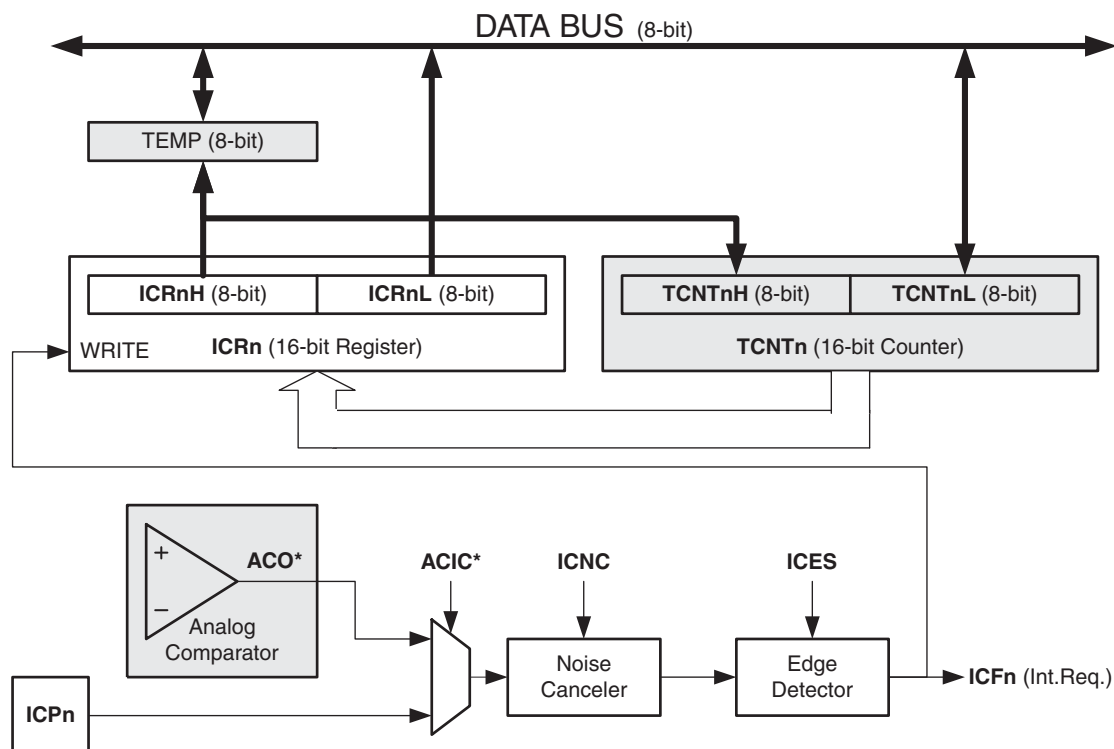 DATA BUS (8-bit)
TEMP (8-bit)
ICRnH (8-bit) ICRnL (8-bit) TCNTnH (8-bit) TCNTnL (8-bit)
WRITE ICRn (16-bit Register) TCNTn (16-bit Counter)
+
ACO* ACIC* ICNC ICES
−
Analog
Comparator
Noise
Canceler
Edge
Detector
ICFn (Int.Req.)
ICPn